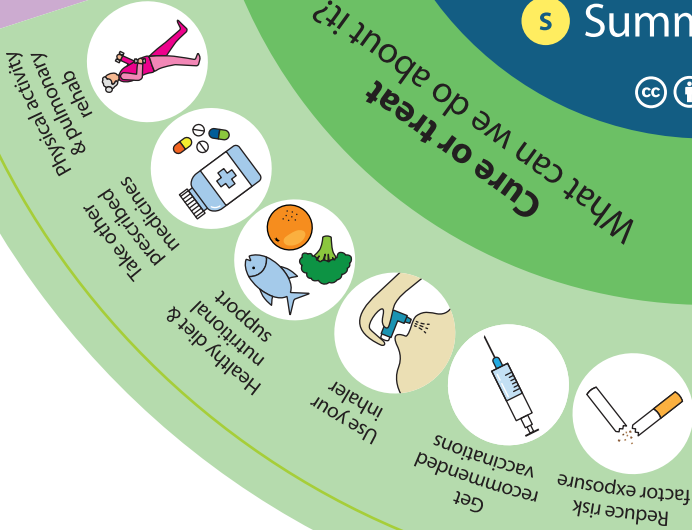 S
Summ
cc
Cure or treat
What can we do about it?
Reduce risk
factor exposure
Get
recommended
vaccinations
Use your
inhaler
Healthy diet &
nutritional
support
Take other
prescribed
medicines
Physical activity
& pulmonary
rehab